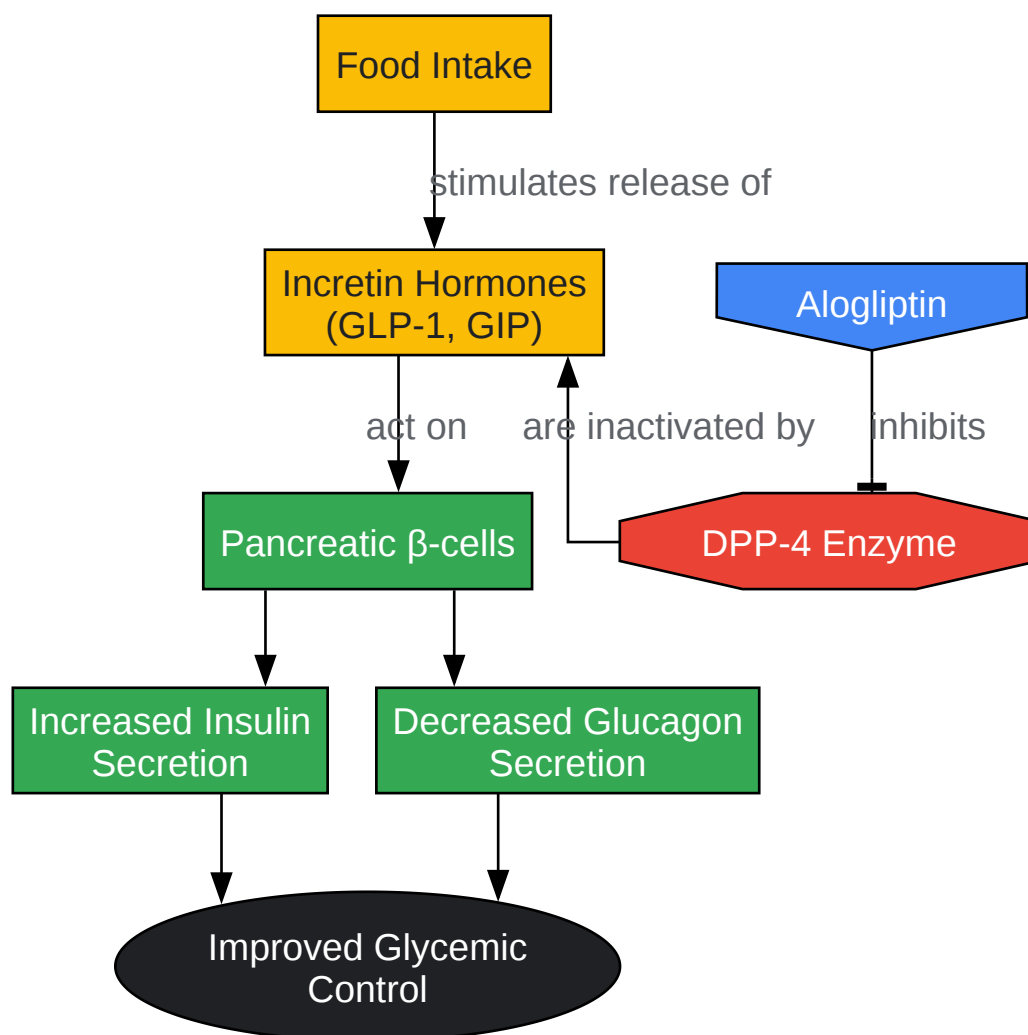 Food Intake
stimulates release of
Incretin Hormones
(GLP-1, GIP)
Alogliptin
act on
are inactivated by
inhibits
Pancreatic β-cells
DPP-4 Enzyme
Increased Insulin
Secretion
Decreased Glucagon
Secretion
Improved Glycemic
Control